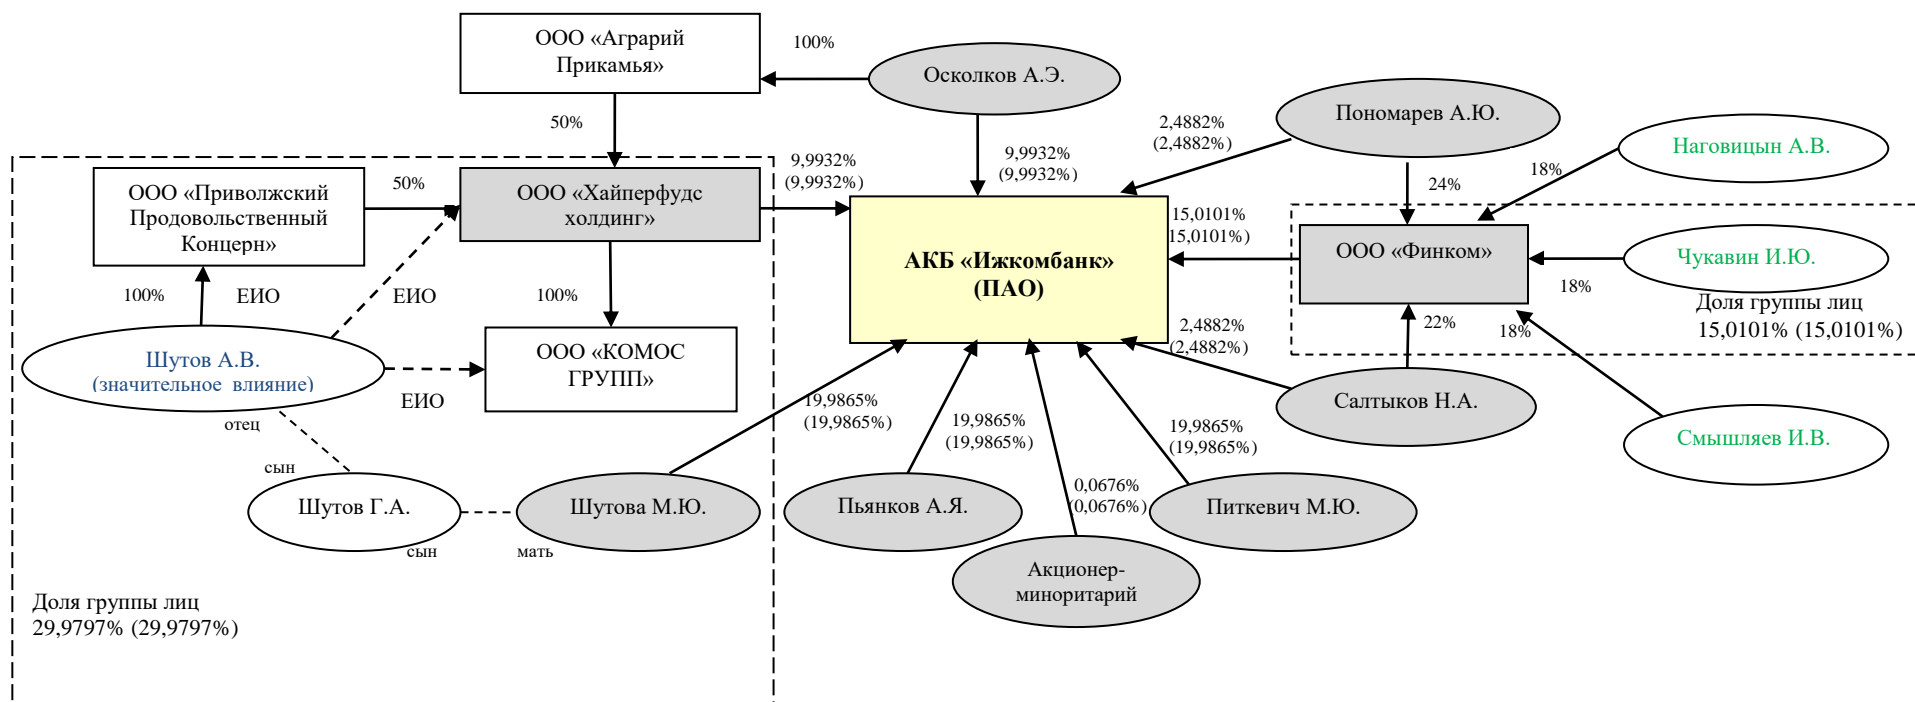 ООО «Аграрий
Прикамья»
100%
Осколков А.Э.
50%
Пономарев А.Ю.
2,4882%
(2,4882%)
Наговицын А.В.
18%
24%
ООО «Приволжский
Продовольственный
Концерн»
50%
ООО «Хайперфудс
холдинг»
9,9932%
(9,9932%)
9,9932%
(9,9932%)
15,0101%
15,0101%)
АКБ «Ижкомбанк»
(ПАО)
ООО «Финком»
Чукавин И.Ю.
18%
Доля группы лиц
15,0101% (15,0101%)
100%
ЕИО
ЕИО
100%
22%
18%
2,4882%
(2,4882%)
Шутов А.В.
(значительное влияние)
ООО «КОМОС
ГРУПП»
ЕИО
отец
19,9865%
(19,9865%)
19,9865%
(19,9865%)
19,9865%
(19,9865%)
Салтыков Н.А.
Смышляев И.В.
сын
0,0676%
(0,0676%)
Шутов Г.А.
Шутова М.Ю.
Пьянков А.Я.
Питкевич М.Ю.
сын
мать
Акционер-
миноритарий
Доля группы лиц
29,9797% (29,9797%)